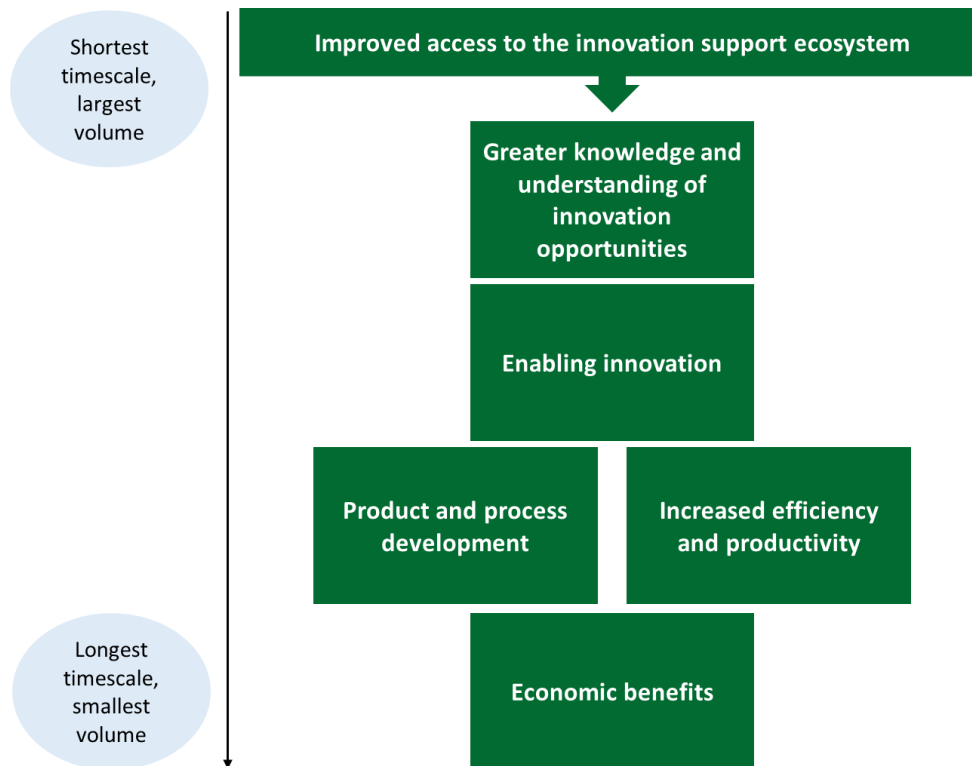 Shortest
timescale,
largest
volume
Improved access to the innovation support ecosystem
Greater knowledge and
understanding of
innovation
opportunities
Enabling innovation
Product and process
development
Increased efficiency
and productivity
Longest
timescale,
smallest
volume
Economic benefits